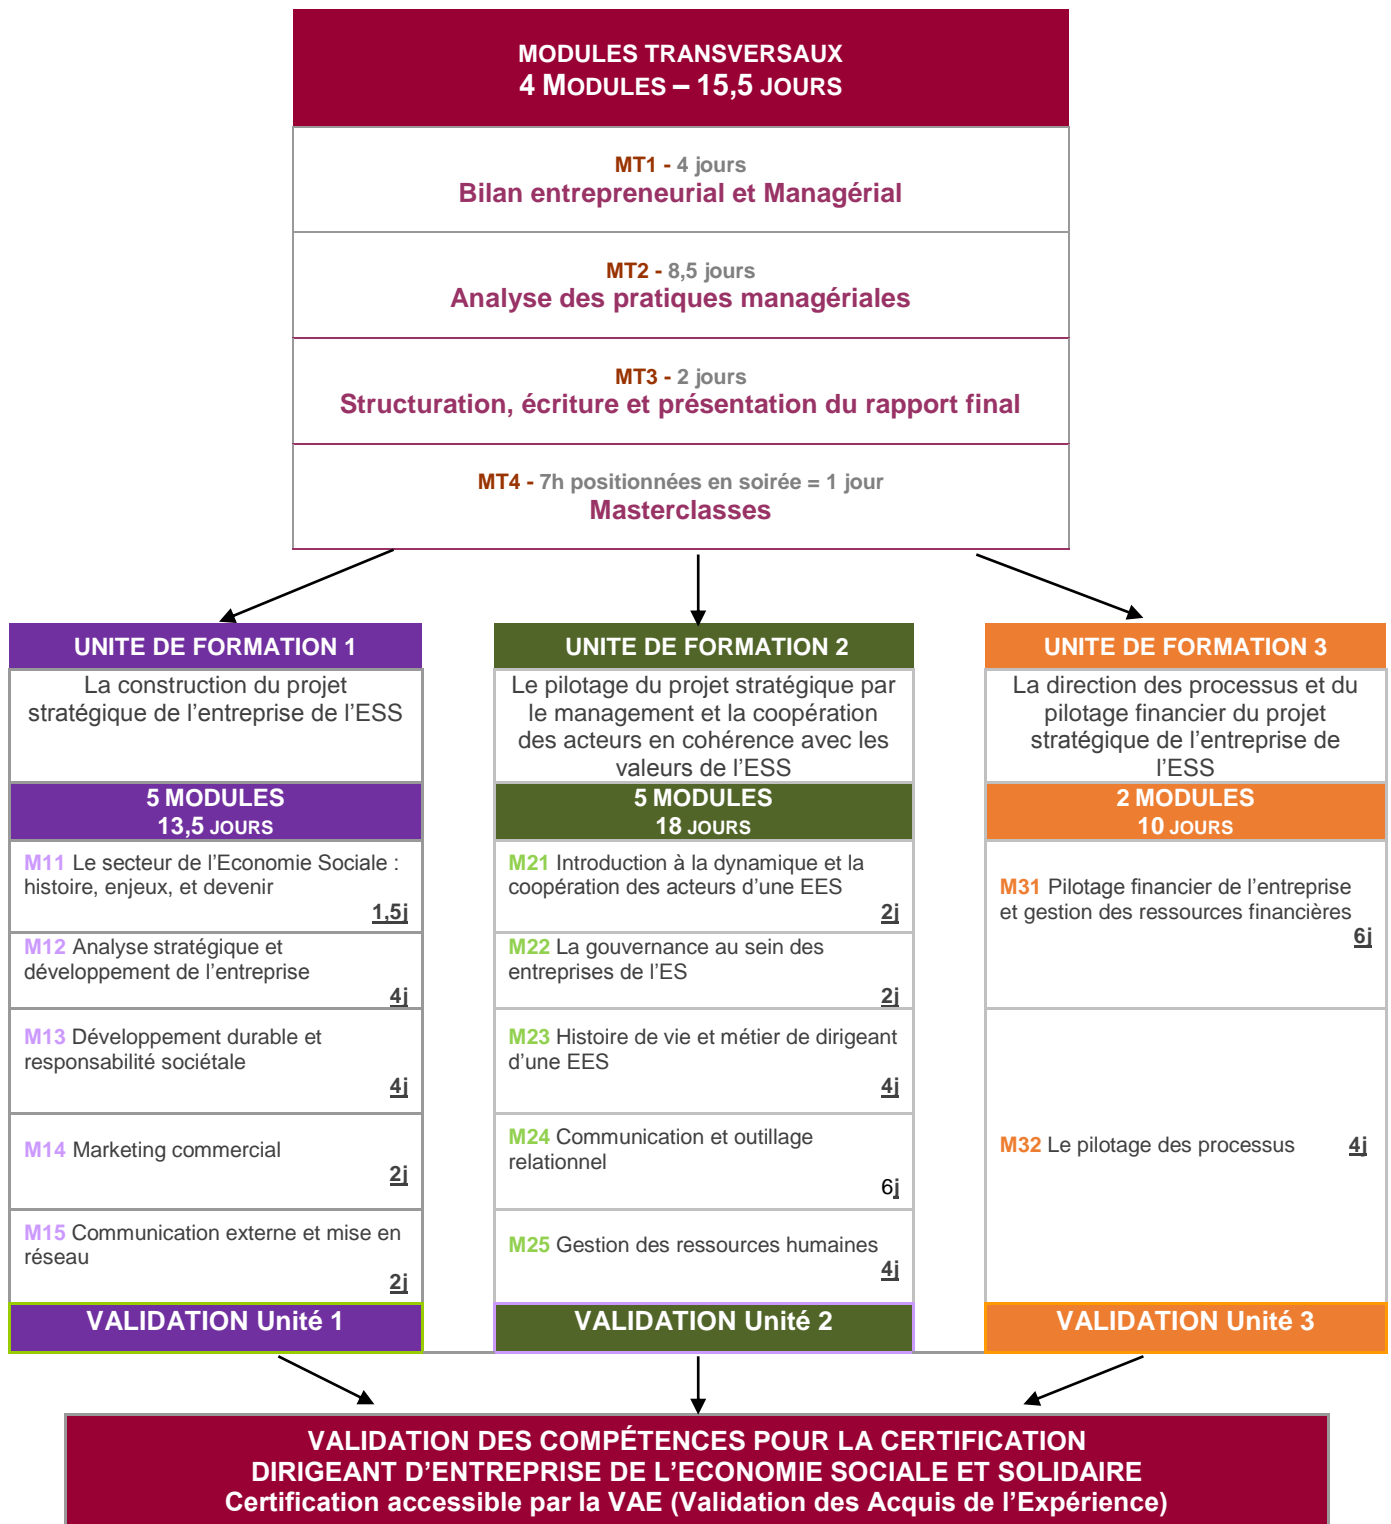 MODULES TRANSVERSAUX
4 MODULES – 15,5 JOURS
MT1 - 4 jours
Bilan entrepreneurial et Managérial
MT2 - 8,5 jours
Analyse des pratiques managériales
MT3 - 2 jours
Structuration, écriture et présentation du rapport final
MT4 - 7h positionnées en soirée = 1 jour
Masterclasses
UNITE DE FORMATION 1
La construction du projet
stratégique de l’entreprise de l’ESS
5 MODULES
13,5 JOURS
M11 Le secteur de l’Economie Sociale :
histoire, enjeux, et devenir
1,5j
M12 Analyse stratégique et
développement de l’entreprise
4j
M13 Développement durable et
responsabilité sociétale
4j
M14 Marketing commercial
2j
M15 Communication externe et mise en
réseau
2j
VALIDATION Unité 1
UNITE DE FORMATION 2
Le pilotage du projet stratégique par
le management et la coopération
des acteurs en cohérence avec les
valeurs de l’ESS
5 MODULES
18 JOURS
M21 Introduction à la dynamique et la
coopération des acteurs d’une EES
2j
M22 La gouvernance au sein des
entreprises de l’ES
2j
M23 Histoire de vie et métier de dirigeant
d’une EES
4j
M24 Communication et outillage
relationnel
6j
M25 Gestion des ressources humaines
4j
VALIDATION Unité 2
UNITE DE FORMATION 3
La direction des processus et du
pilotage financier du projet
stratégique de l’entreprise de
l’ESS
2 MODULES
10 JOURS
M31 Pilotage financier de l’entreprise
et gestion des ressources financières
6j
M32 Le pilotage des processus 4j
VALIDATION Unité 3
VALIDATION DES COMPÉTENCES POUR LA CERTIFICATION
DIRIGEANT D’ENTREPRISE DE L’ECONOMIE SOCIALE ET SOLIDAIRE
Certification accessible par la VAE (Validation des Acquis de l’Expérience)